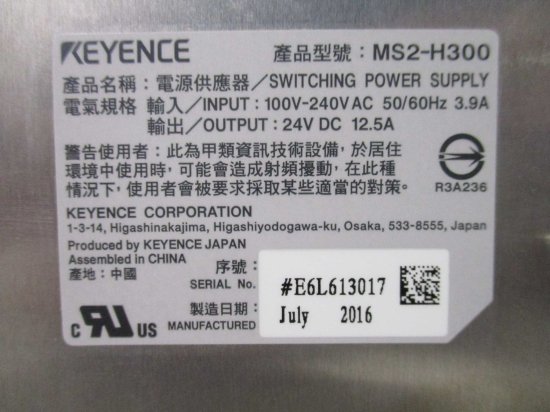 KEYENCE 產品型號：MS2-H300
產品名稱：電源供應器／SWITCHING POWER SUPPLY
電氣規格 輸入／INPUT：100V-240V AC 50/60Hz 3.9A
輸出／OUTPUT：24V DC 12.5A
警告使用者：此為甲類資訊技術設備，於居住
環境中使用時，可能會造成射頻擾動，在此種
情況下，使用者會被要求採取某些適當的對策。
R3A236
KEYENCE CORPORATION
1-3-14, Higashinakajima, Higashiyodogawa-ku, Osaka, 533-8555, Japan
Produced by KEYENCE JAPAN
Assembled in CHINA
產地：中國
序號：
SERIAL No.
#E6L613017
製造日期：
MANUFACTURED
July 2016
C RU US